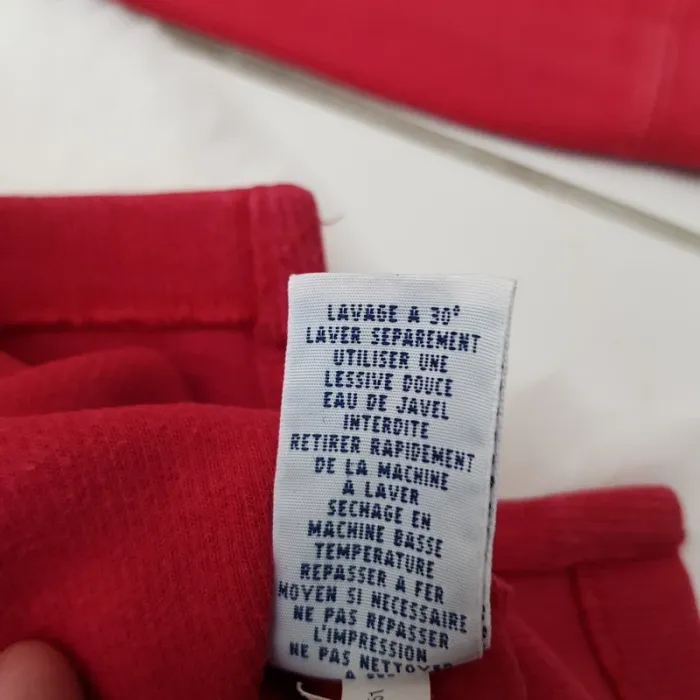 LAVAGE A 30°
LAVER SEPAREMENT
UTILISER UNE
LESSIVE DOUCE
EAU DE JAVEL
INTERDITE
RETIRER RAPIDEMENT
DE LA MACHINE
A LAVER
SECHAGE EN
MACHINE BASSE
TEMPERATURE
REPASSER A FER
MOYEN SI NECESSAIRE
NE PAS REPASSER
L'IMPRESSION
NE PAS NETTOYER
A